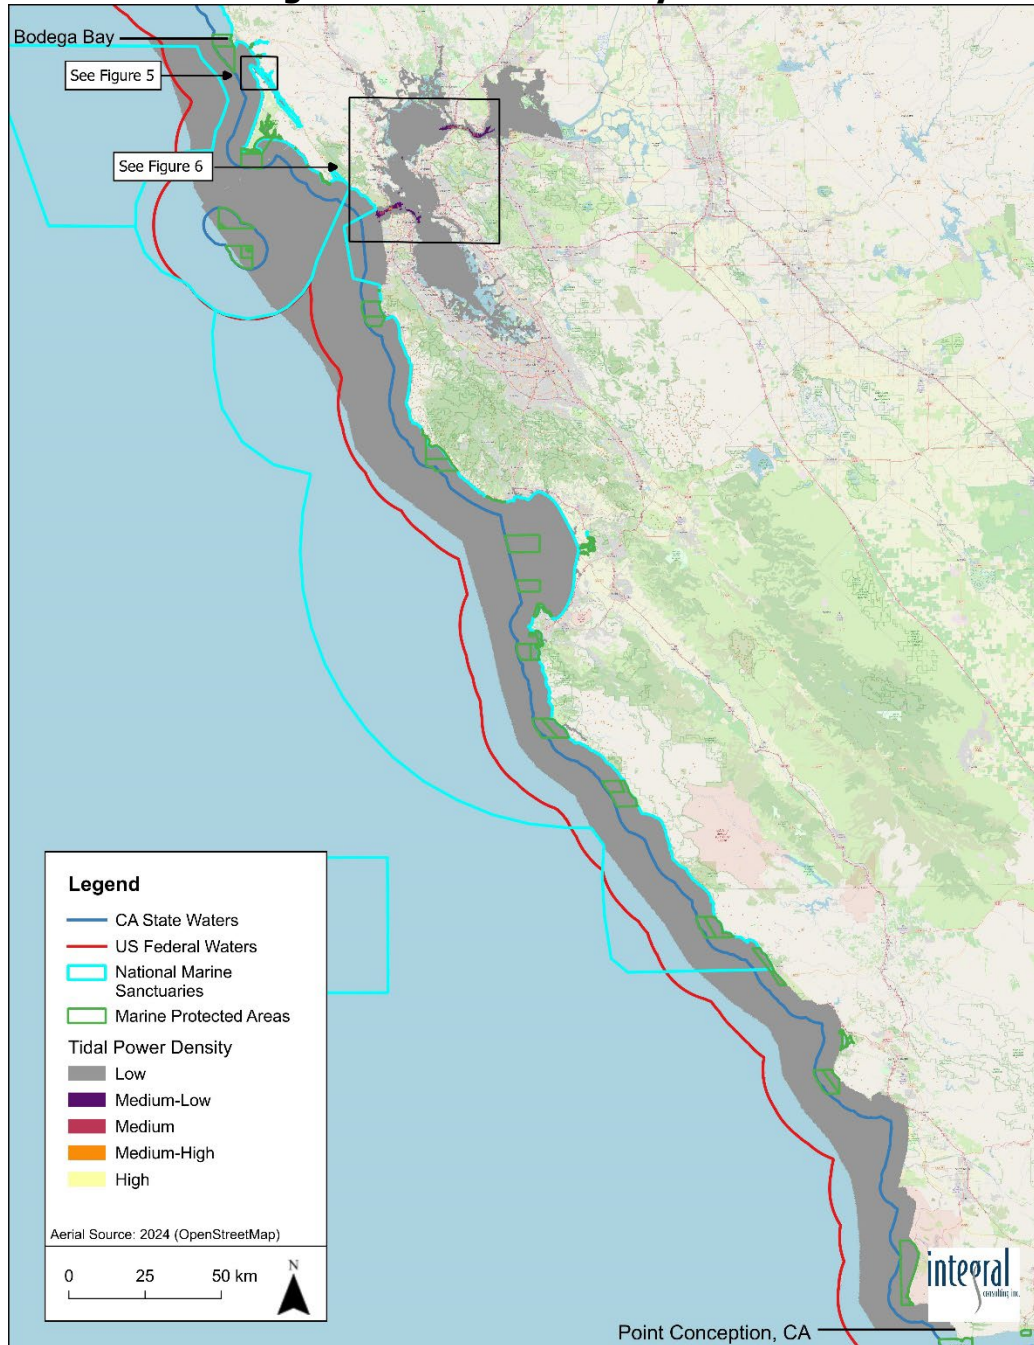 Bodega Bay
See Figure 5
See Figure 6
Legend
CA State Waters
US Federal Waters
National Marine
Sanctuaries
Marine Protected Areas
Tidal Power Density
Low
Medium-Low
Medium
Medium-High
High
Aerial Source: 2024 (OpenStreetMap)
0 25 50 km
N
integral
consulting inc.
Point Conception, CA